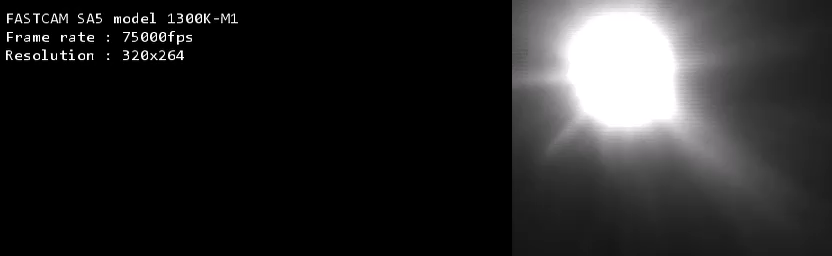 FASTCAM SA5 model 1300K-M1
Frame rate : 75000fps
Resolution : 320x264